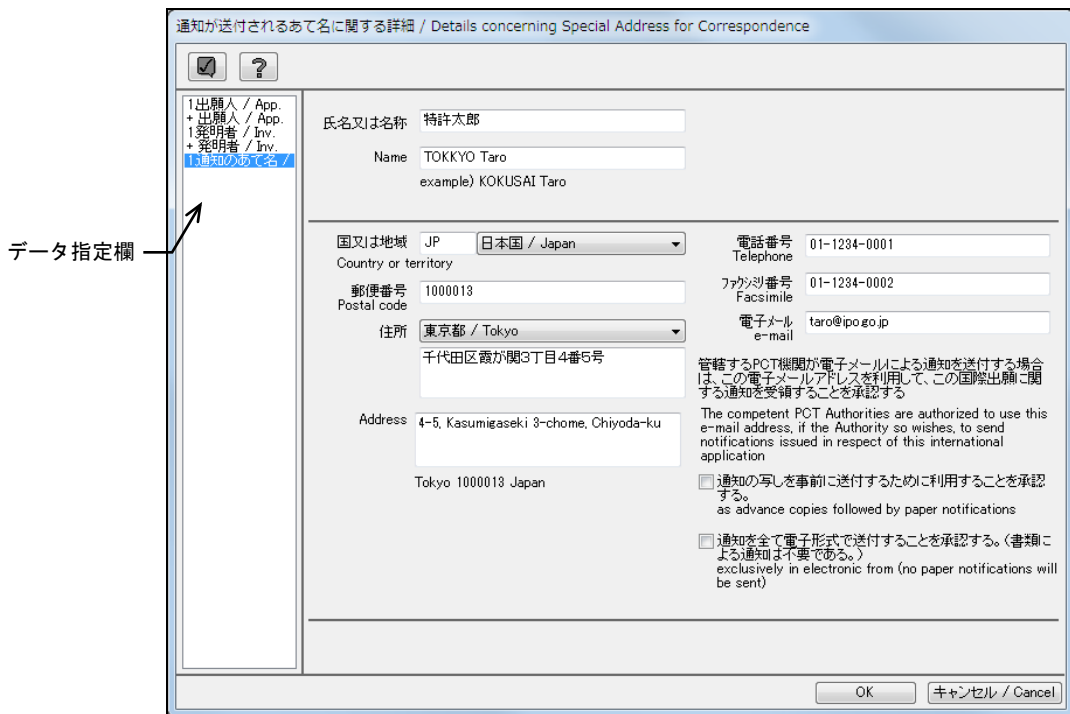 通知が送付されるあて名に関する詳細 / Details concerning Special Address for Correspondence
?
1出願人 / App.
+ 出願人 / App.
1発明者 / Inv.
+ 発明者 / Inv.
1通知のあて名 /
データ指定欄
氏名又は名称 特許太郎
Name TOKKYO Taro
example) KOKUSAI Taro
国又は地域 JP 日本国 / Japan
Country or territory
郵便番号 1000013
Postal code
住所 東京都 / Tokyo
千代田区霞が関3丁目4番5号
Address 4-5, Kasumigaseki 3-chome, Chiyoda-ku
Tokyo 1000013 Japan
電話番号 01-1234-0001
Telephone
ファクシミリ番号 01-1234-0002
Facsimile
電子メール taro@ipo.go.jp
e-mail
管轄するPCT機関が電子メールによる通知を送付する場合
は、この電子メールアドレスを利用して、この国際出願に関
する通知を受領することを承認する
The competent PCT Authorities are authorized to use this
e-mail address, if the Authority so wishes, to send
notifications issued in respect of this international
application
通知の写しを事前に送付するために利用することを承認
する。
as advance copies followed by paper notifications
通知を全て電子形式で送付することを承認する。(書類に
よる通知は不要である。)
exclusively in electronic from (no paper notifications will
be sent)
OK
キャンセル / Cancel